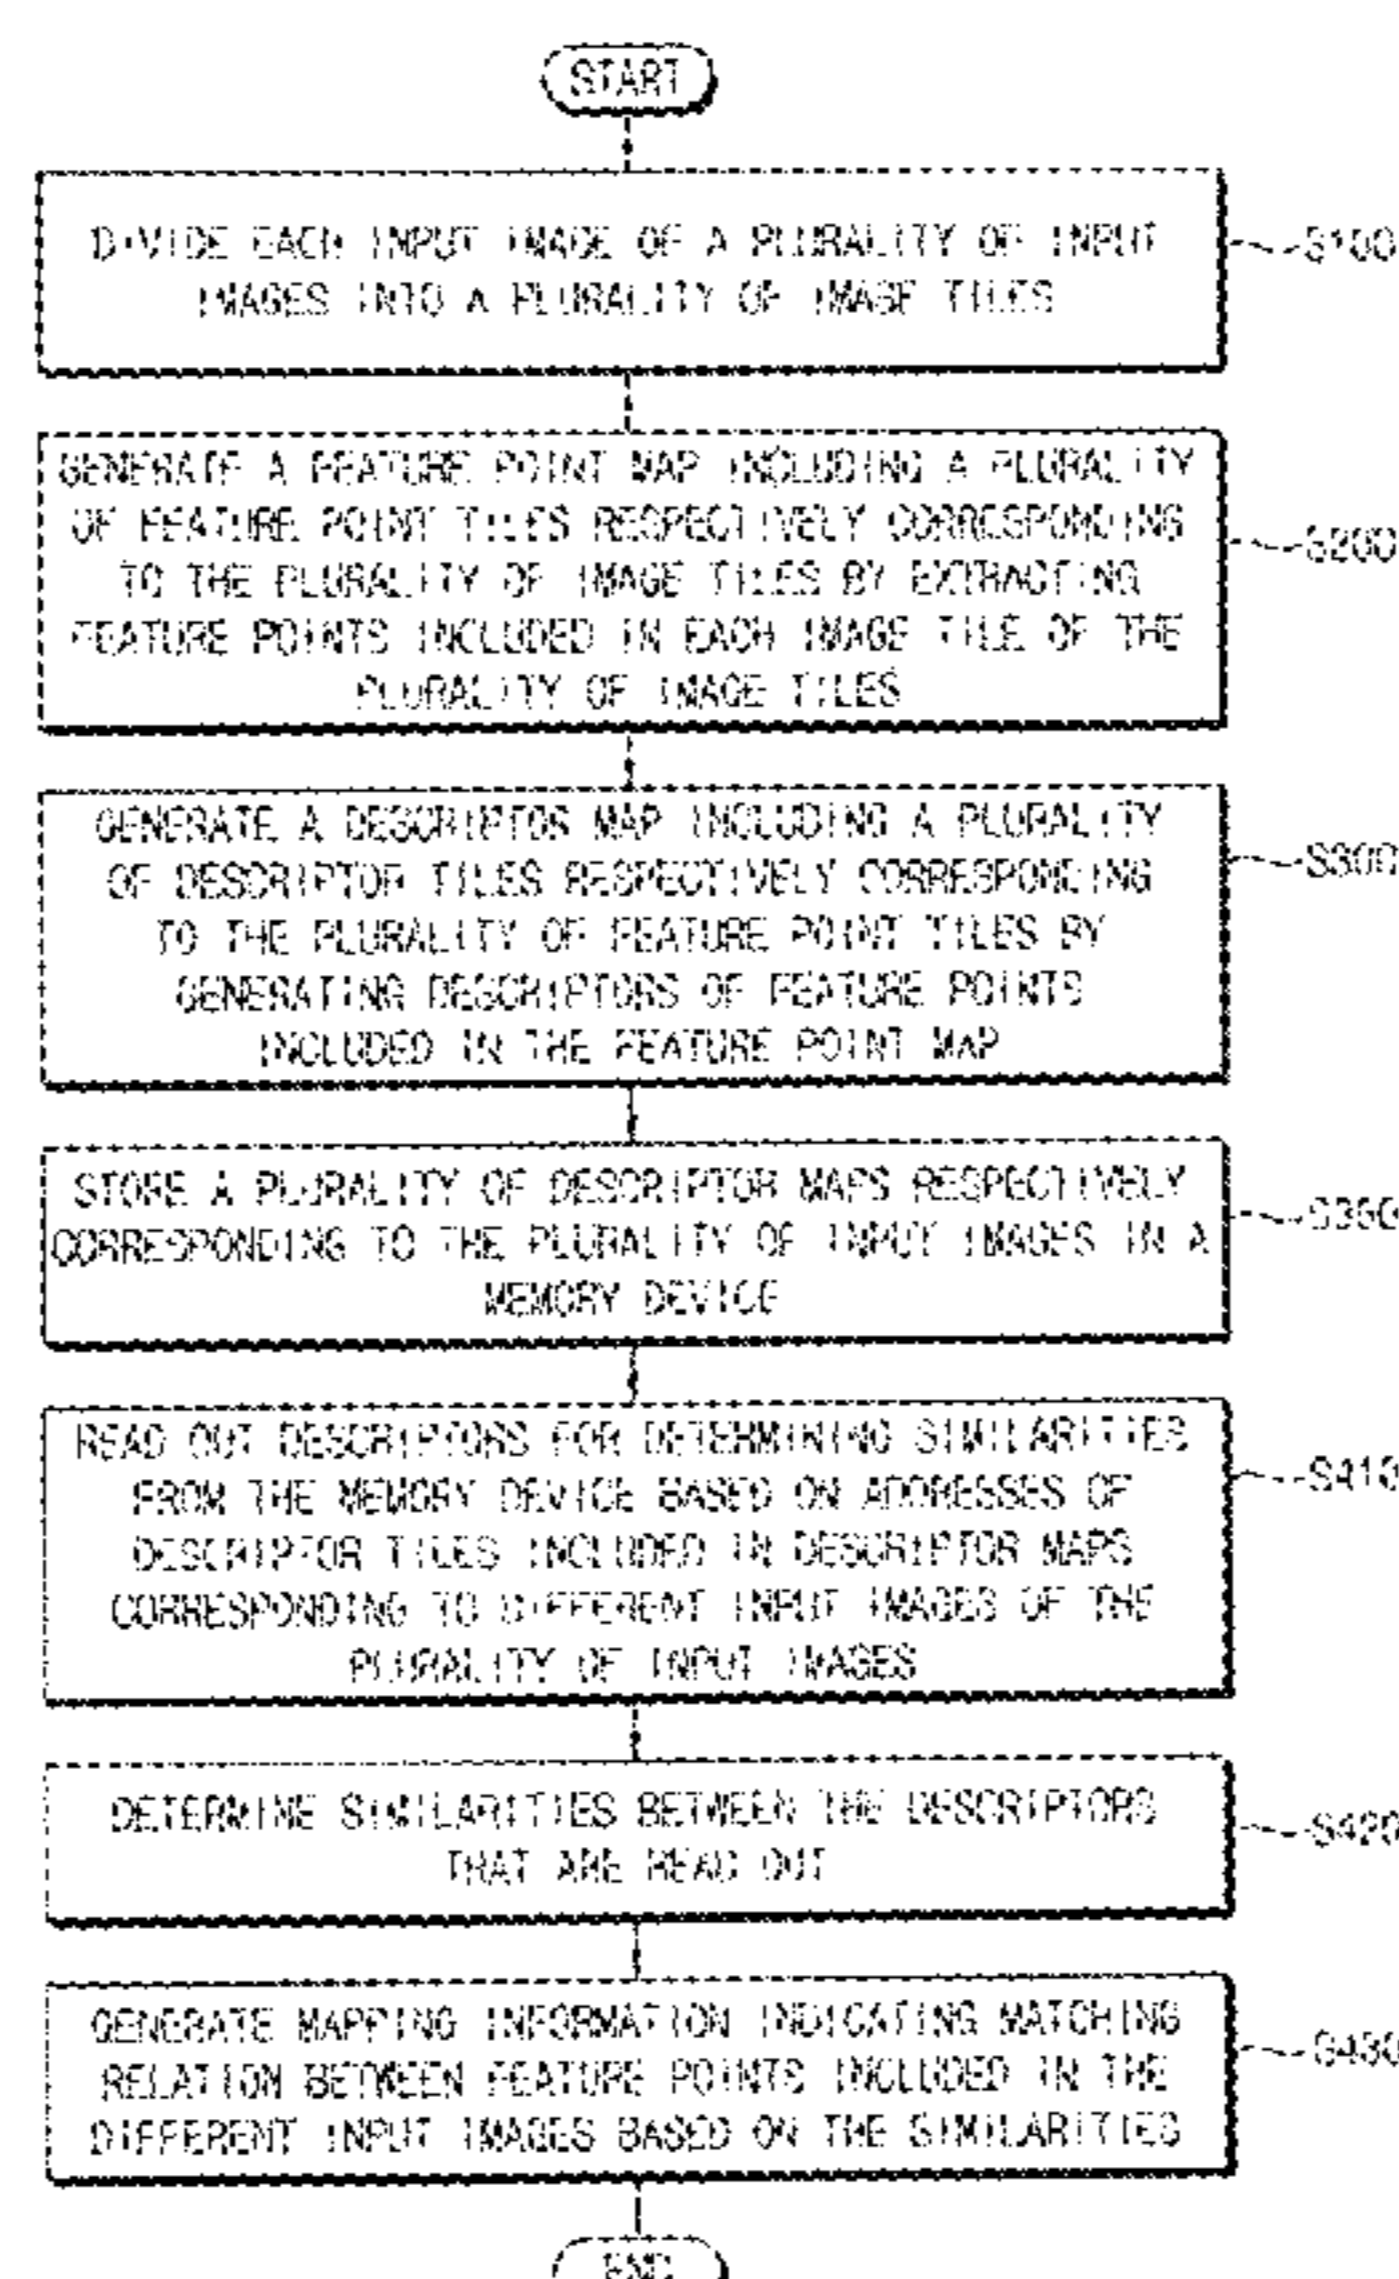 START
DIVIDE EACH INPUT IMAGE OF A PLURALITY OF INPUT
IMAGES INTO A PLURALITY OF IMAGE TILES
S100
GENERATE A FEATURE POINT MAP INCLUDING A PLURALITY
OF FEATURE POINT TILES RESPECTIVELY CORRESPONDING
TO THE PLURALITY OF IMAGE TILES BY EXTRACTING
FEATURE POINTS INCLUDED IN EACH IMAGE TILE OF THE
PLURALITY OF IMAGE TILES
S200
GENERATE A DESCRIPTOR MAP INCLUDING A PLURALITY
OF DESCRIPTOR TILES RESPECTIVELY CORRESPONDING
TO THE PLURALITY OF FEATURE POINT TILES BY
GENERATING DESCRIPTORS OF FEATURE POINTS
INCLUDED IN THE FEATURE POINT MAP
S300
STORE A PLURALITY OF DESCRIPTOR MAPS RESPECTIVELY
CORRESPONDING TO THE PLURALITY OF INPUT IMAGES IN A
MEMORY DEVICE
READ OUT DESCRIPTORS FOR DETERMINING SIMILARITIES
FROM THE MEMORY DEVICE BASED ON ADDRESSES OF
DESCRIPTOR TILES INCLUDED IN DESCRIPTOR MAPS
CORRESPONDING TO DIFFERENT INPUT IMAGES OF THE
PLURALITY OF INPUT IMAGES
S410
DETERMINE SIMILARITIES BETWEEN THE DESCRIPTORS
THAT ARE READ OUT
S420
GENERATE MAPPING INFORMATION INDICATING MATCHING
RELATION BETWEEN FEATURE POINTS INCLUDED IN THE
DIFFERENT INPUT IMAGES BASED ON THE SIMILARITIES
S430
END